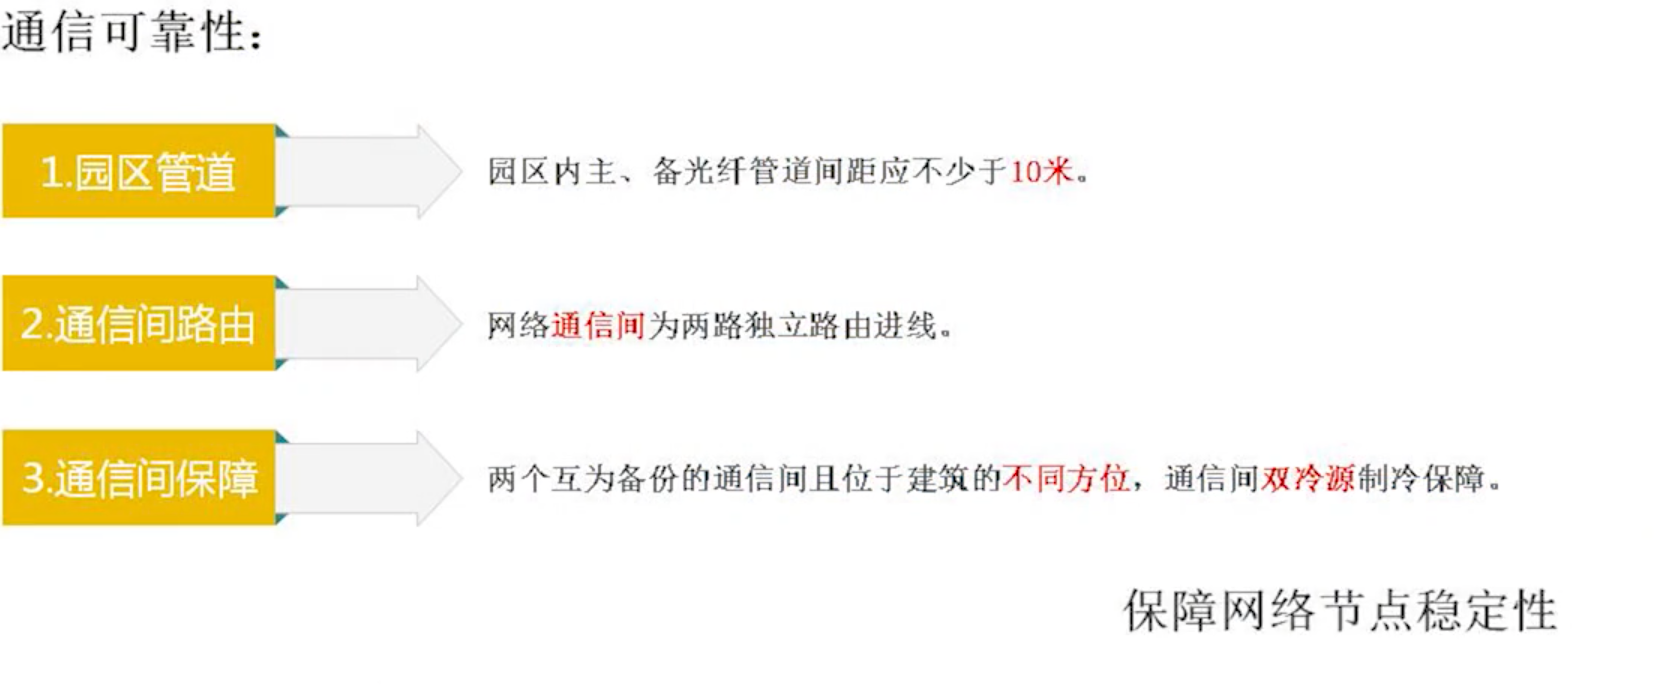 通信可靠性：
1.园区管道
园区内主、备光纤管道间距应不少于10米。
2.通信间路由
网络通信间为两路独立路由进线。
3.通信间保障
两个互为备份的通信间且位于建筑的不同方位，通信间双冷源制冷保障。
保障网络节点稳定性